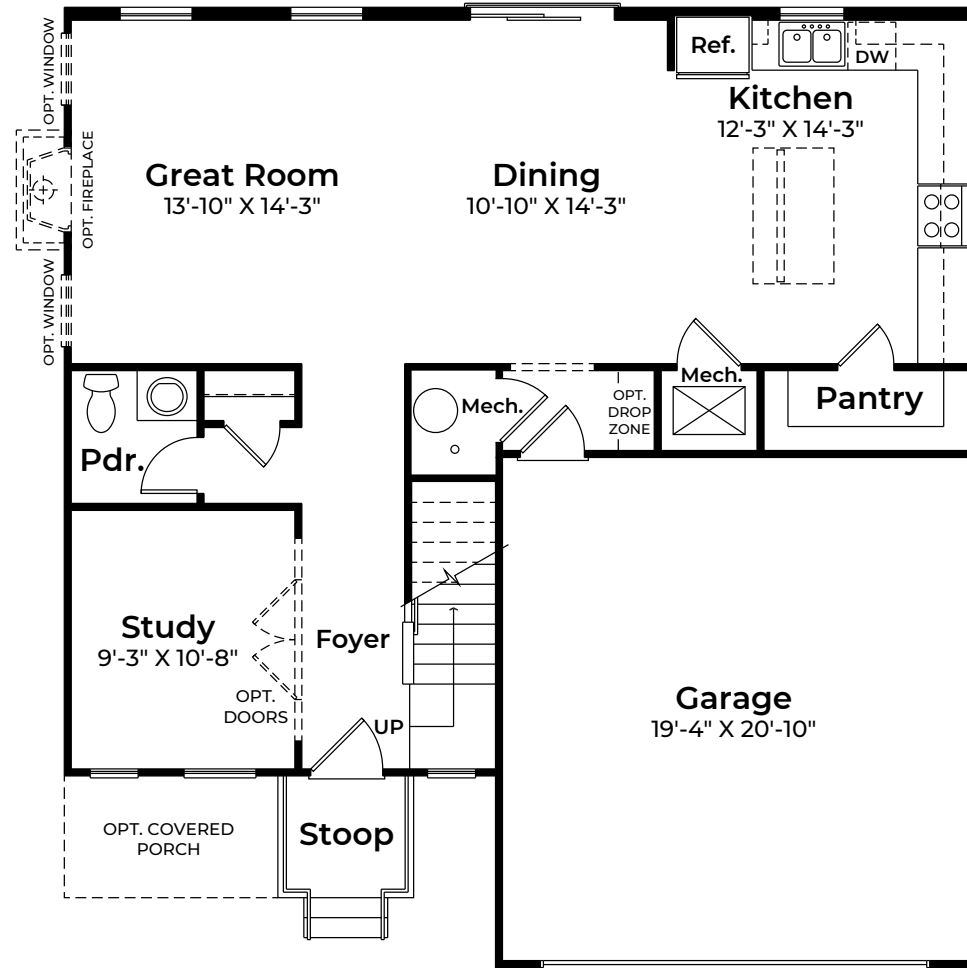 OPT. WINDOW
Ref.
DW
Kitchen
12'-3" X 14'-3"
OPT. FIREPLACE
Great Room
13'-10" X 14'-3"
Dining
10'-10" X 14'-3"
OPT. WINDOW
Mech.
Mech.
OPT.
DROP
ZONE
Pantry
Pdr.
Study
9'-3" X 10'-8"
Foyer
OPT.
DOORS
UP
Garage
19'-4" X 20'-10"
OPT. COVERED
PORCH
Stoop